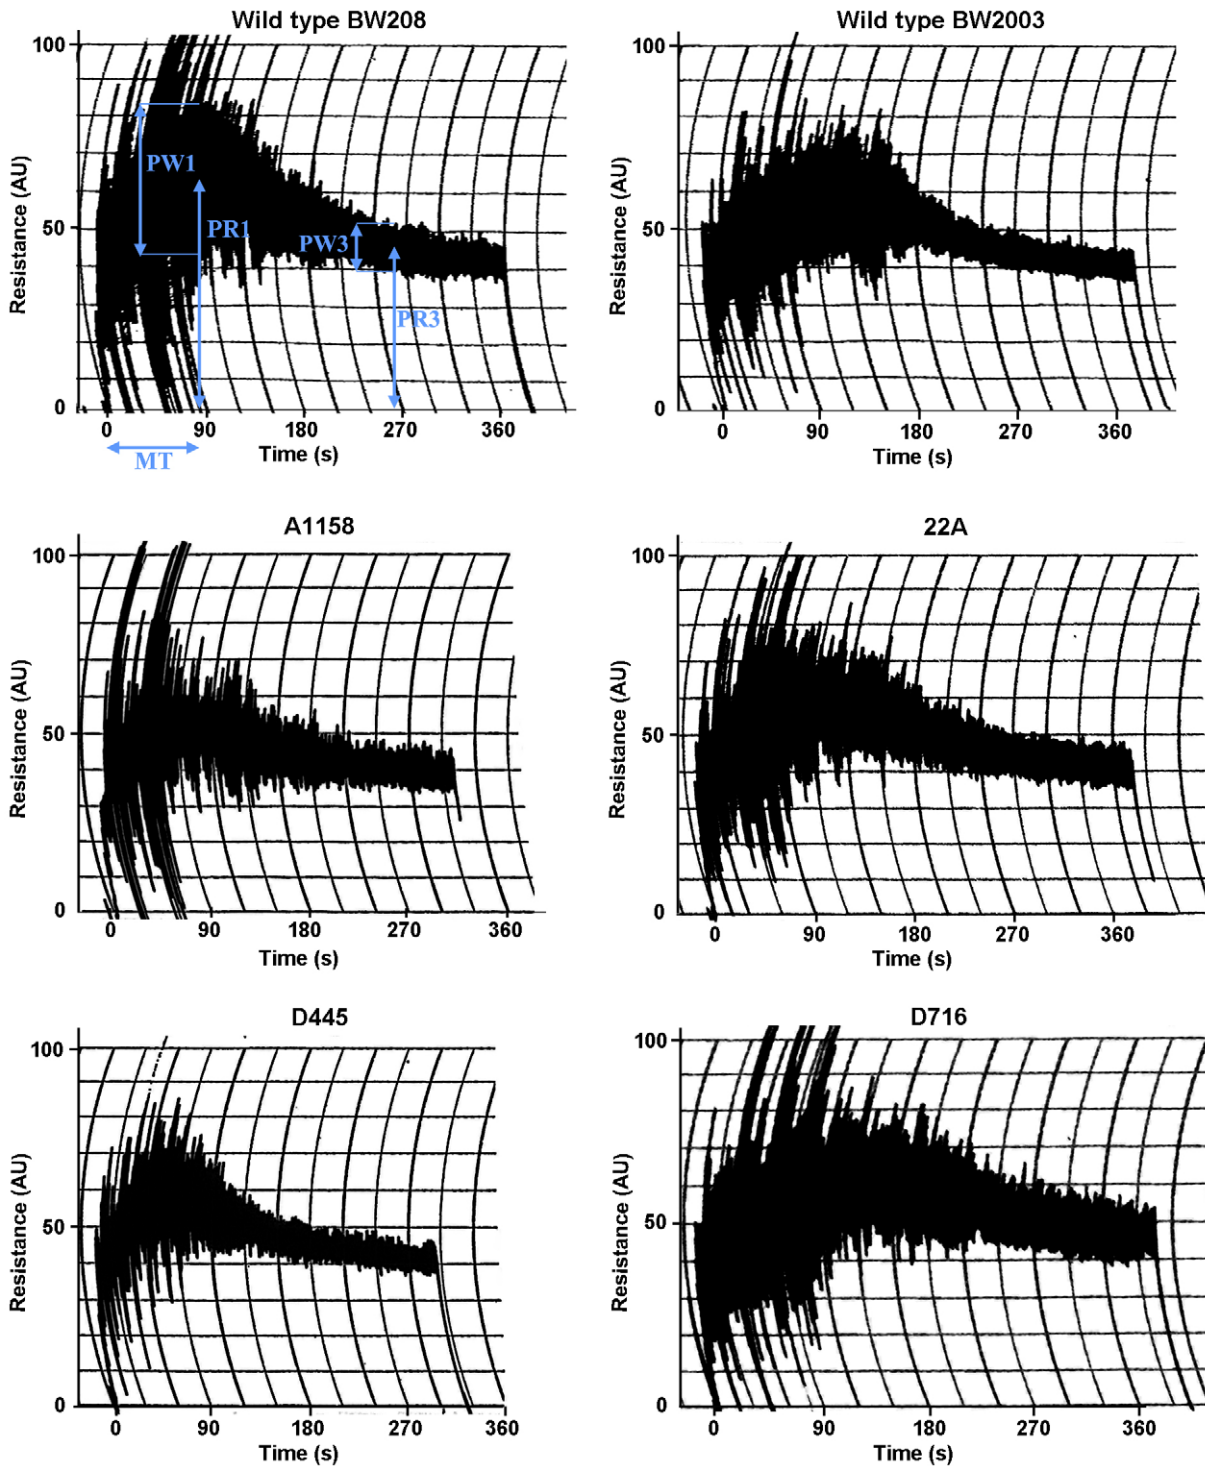 Wild type BW208
Wild type BW2003
100
50
0
Resistance (AU)
PW1
PR1
PW3
PR3
0 90 180 270 360
MT
Time (s)
100
50
0
Resistance (AU)
0 90 180 270 360
Time (s)
A1158
22A
100
50
0
Resistance (AU)
0 90 180 270 360
Time (s)
100
50
0
Resistance (AU)
0 90 180 270 360
Time (s)
D445
D716
100
50
0
Resistance (AU)
0 90 180 270 360
Time (s)
100
50
0
Resistance (AU)
0 90 180 270 360
Time (s)